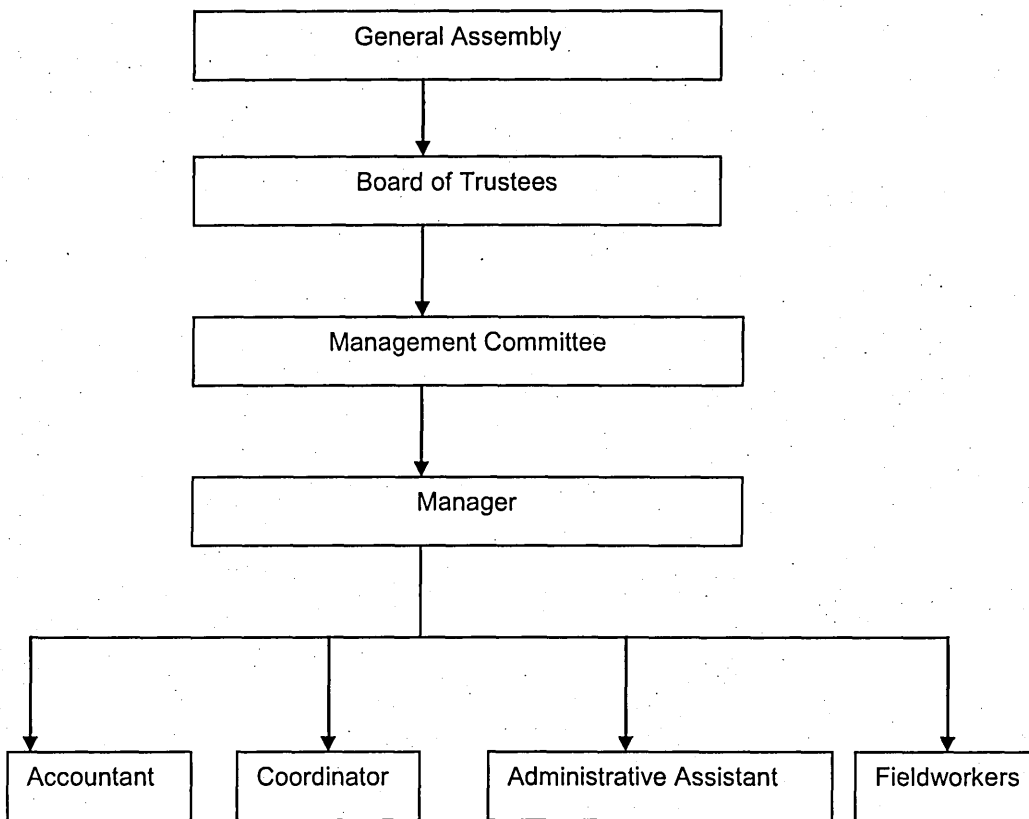 General Assembly
Board of Trustees
Management Committee
Manager
Accountant
Coordinator
Administrative Assistant
Fieldworkers